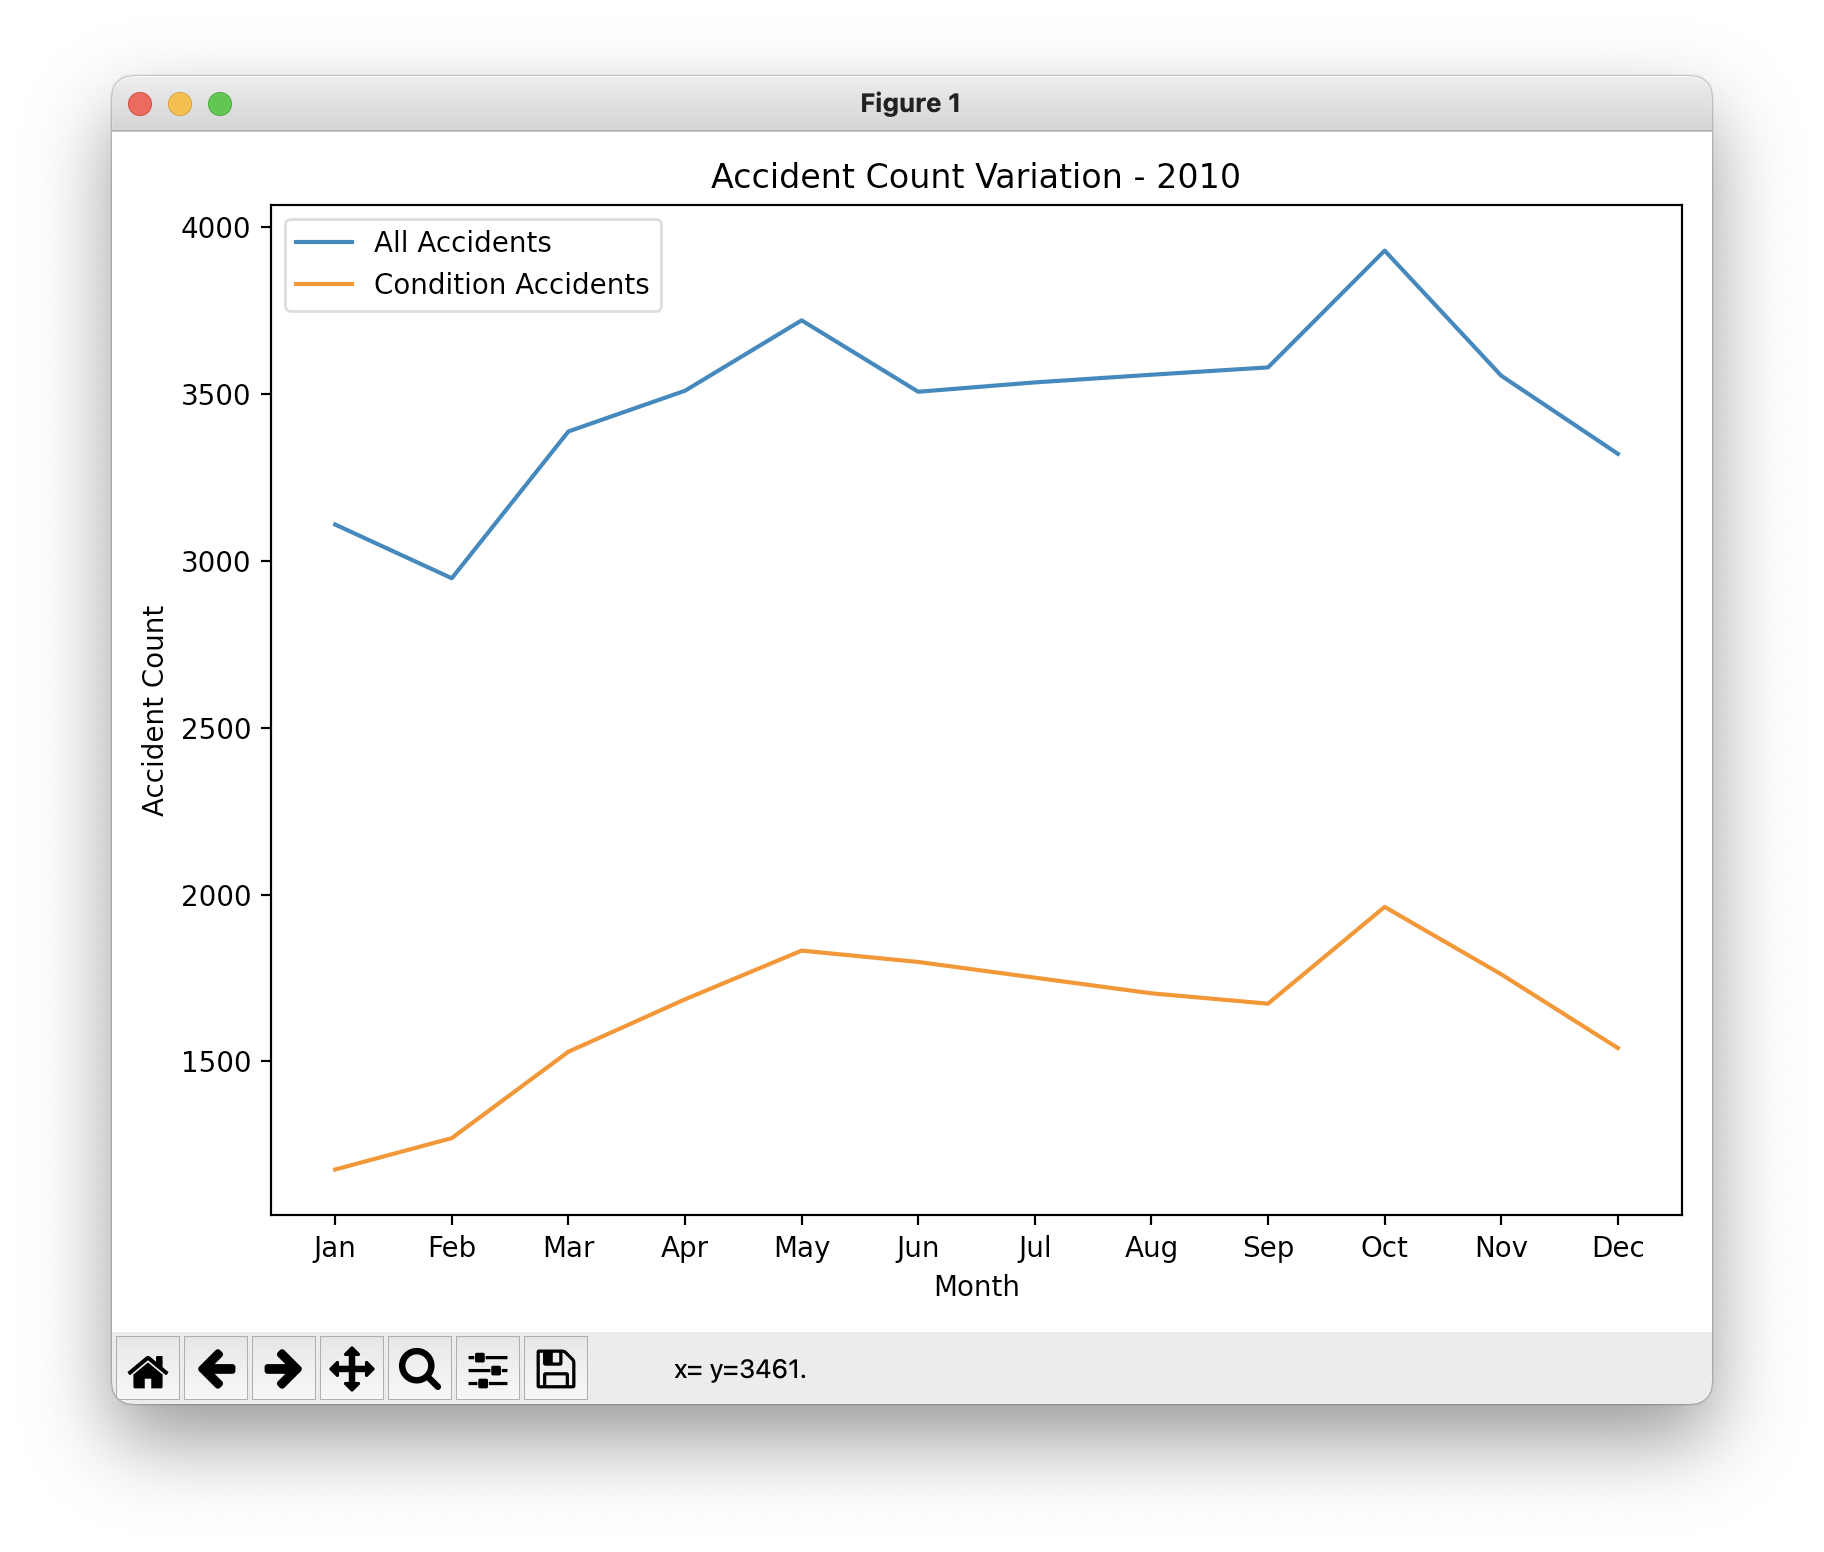 Figure 1
Accident Count Variation - 2010
All Accidents
Condition Accidents
4000
3500
3000
2500
2000
1500
Accident Count
Jan Feb Mar Apr May Jun Jul Aug Sep Oct Nov Dec
Month
x= y=3461.